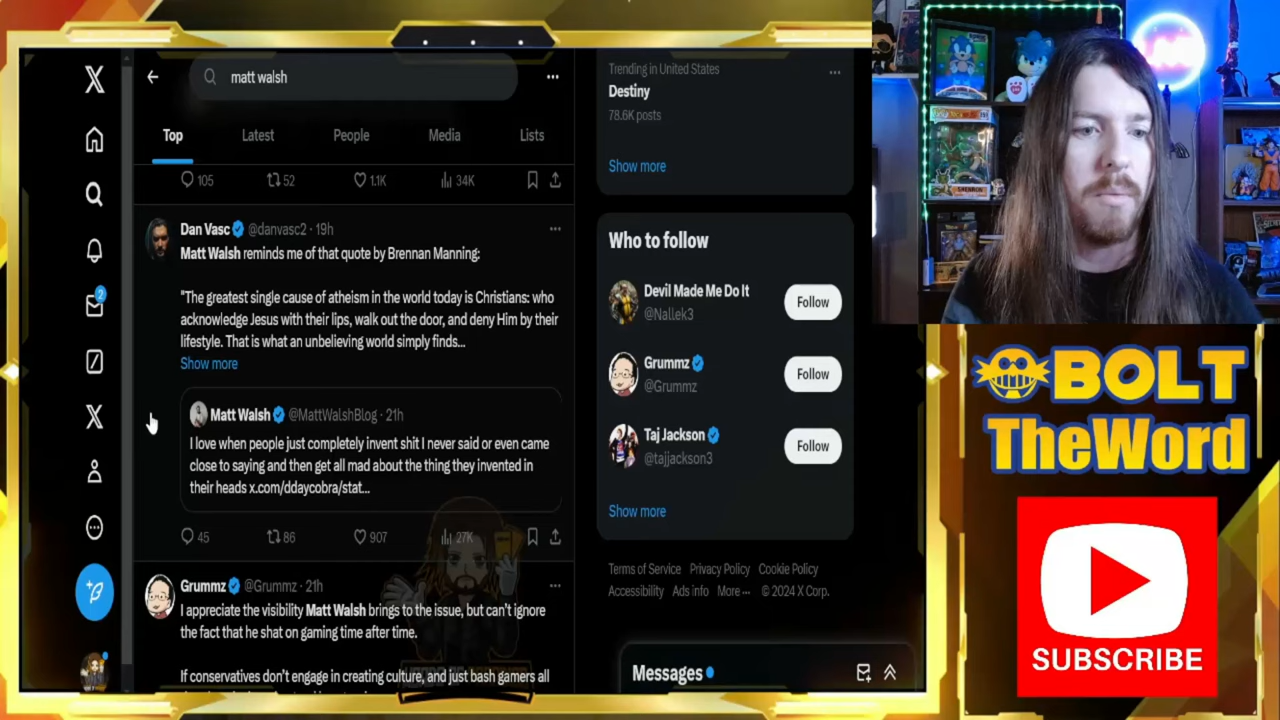 matt walsh
Top
Latest
People
Media
Lists
105
52
1.1K
34K
Dan Vasc @danvasc2 · 19h
Matt Walsh reminds me of that quote by Brennan Manning:
"The greatest single cause of atheism in the world today is Christians: who
acknowledge Jesus with their lips, walk out the door, and deny Him by their
lifestyle. That is what an unbelieving world simply finds...
Show more
Matt Walsh @MattWalshBlog · 21h
I love when people just completely invent shit I never said or even came
close to saying and then get all mad about the thing they invented in
their heads x.com/ddaycobra/stat...
45
86
907
27K
Grummz @Grummz · 21h
I appreciate the visibility Matt Walsh brings to the issue, but can't ignore
the fact that he shat on gaming time after time.
If conservatives don't engage in creating culture, and just bash gamers all
Trending in United States
Destiny
78.6K posts
Show more
Who to follow
Devil Made Me Do It
@Nallek3
Follow
Grummz
@Grummz
Follow
Taj Jackson
@tajjackson3
Follow
Show more
Terms of Service Privacy Policy Cookie Policy
Accessibility Ads info More ··· © 2024 X Corp.
Messages
2
BOLT
TheWord
SUBSCRIBE